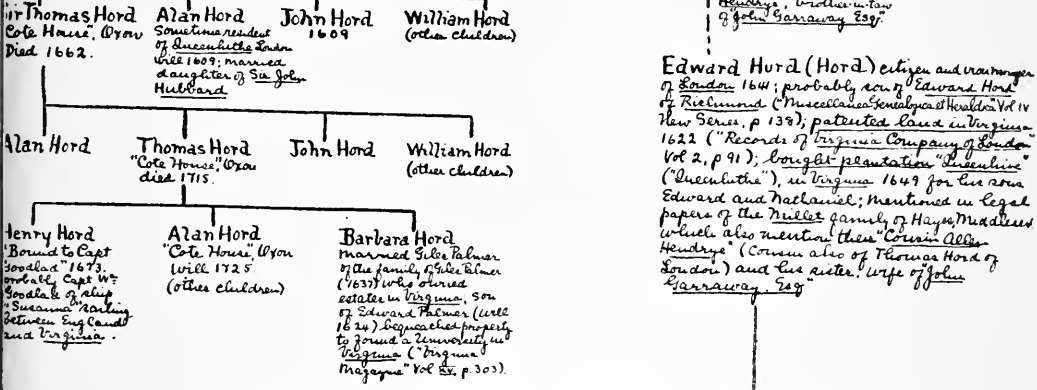 ir Thomas Hord
"Cote House", Oxon
Died 1662.
Alan Hord
Sometime resident
of Queenhithe London
Will 1609; married
daughter of Sir John
Hubbard
John Hord
1609
William Hord
(other children)
Hendrye", brother-in-law
of "John Garraway Esq"
Alan Hord
Thomas Hord
"Cote House", Oxon
died 1715.
John Hord
William Hord
(other children)
Henry Hord
"Bound to Capt
Goodlad" 1673.
probably Capt Wm
Goodlad of ship
"Susanna" sailing
between England
and Virginia.
Alan Hord
"Cote House" Oxon
Will 1725
(other children)
Barbara Hord
married Giles Palmer
of the family of Giles Palmer
(1637) who owned
estates in Virginia, son
of Edward Palmer (will
1624) bequeathed property
to found a University in
Virginia ("Virginia
Magazine" Vol p. 303).
Edward Hurd (Hord) citizen and ironmonger
of London 1641; probably son of Edward Hord
of Richmond ("Miscellanea Genealogica et Heraldica" Vol IV
New Series, p 138); patented land in Virginia
1622 ("Records of Virginia Company of London"
Vol 2, p 91); bought plantation "Queenhive"
("Queenhithe"), in Virginia 1649 for his sons
Edward and Nathaniel; mentioned in legal
papers of the Millet family of Hayes, Middlesex
which also mention their "Cousin Allen
Hendrye" (Cousin also of Thomas Hord of
London) and his sister, wife of "John
Garraway. Esq"